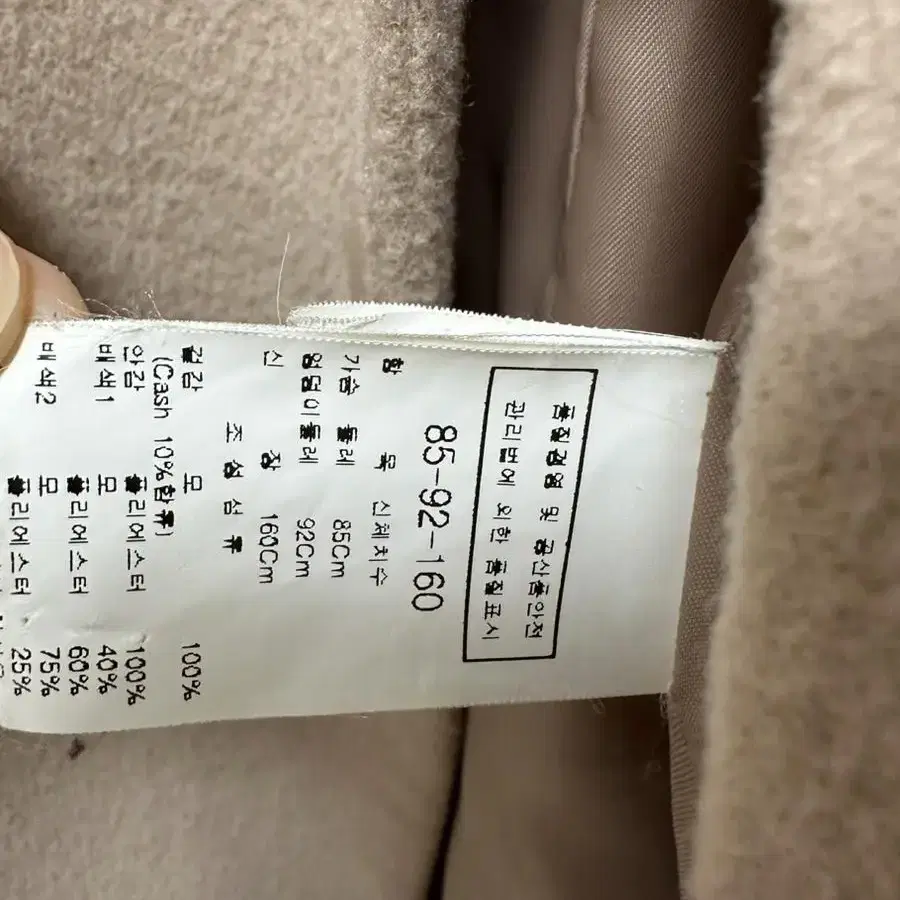 품질경영 및 공산품안전
관리법에 의한 품질표시
85-92-160
항 목 신체치수
가슴 둘레 85Cm
엉덩이둘레 92Cm
신 장 160Cm
조 성 섬 유
겉감 모 100%
(Cash 10%함유)
안감 폴리에스터 100%
배색1 모 40%
폴리에스터 60%
배색2 모 75%
폴리에스터 25%